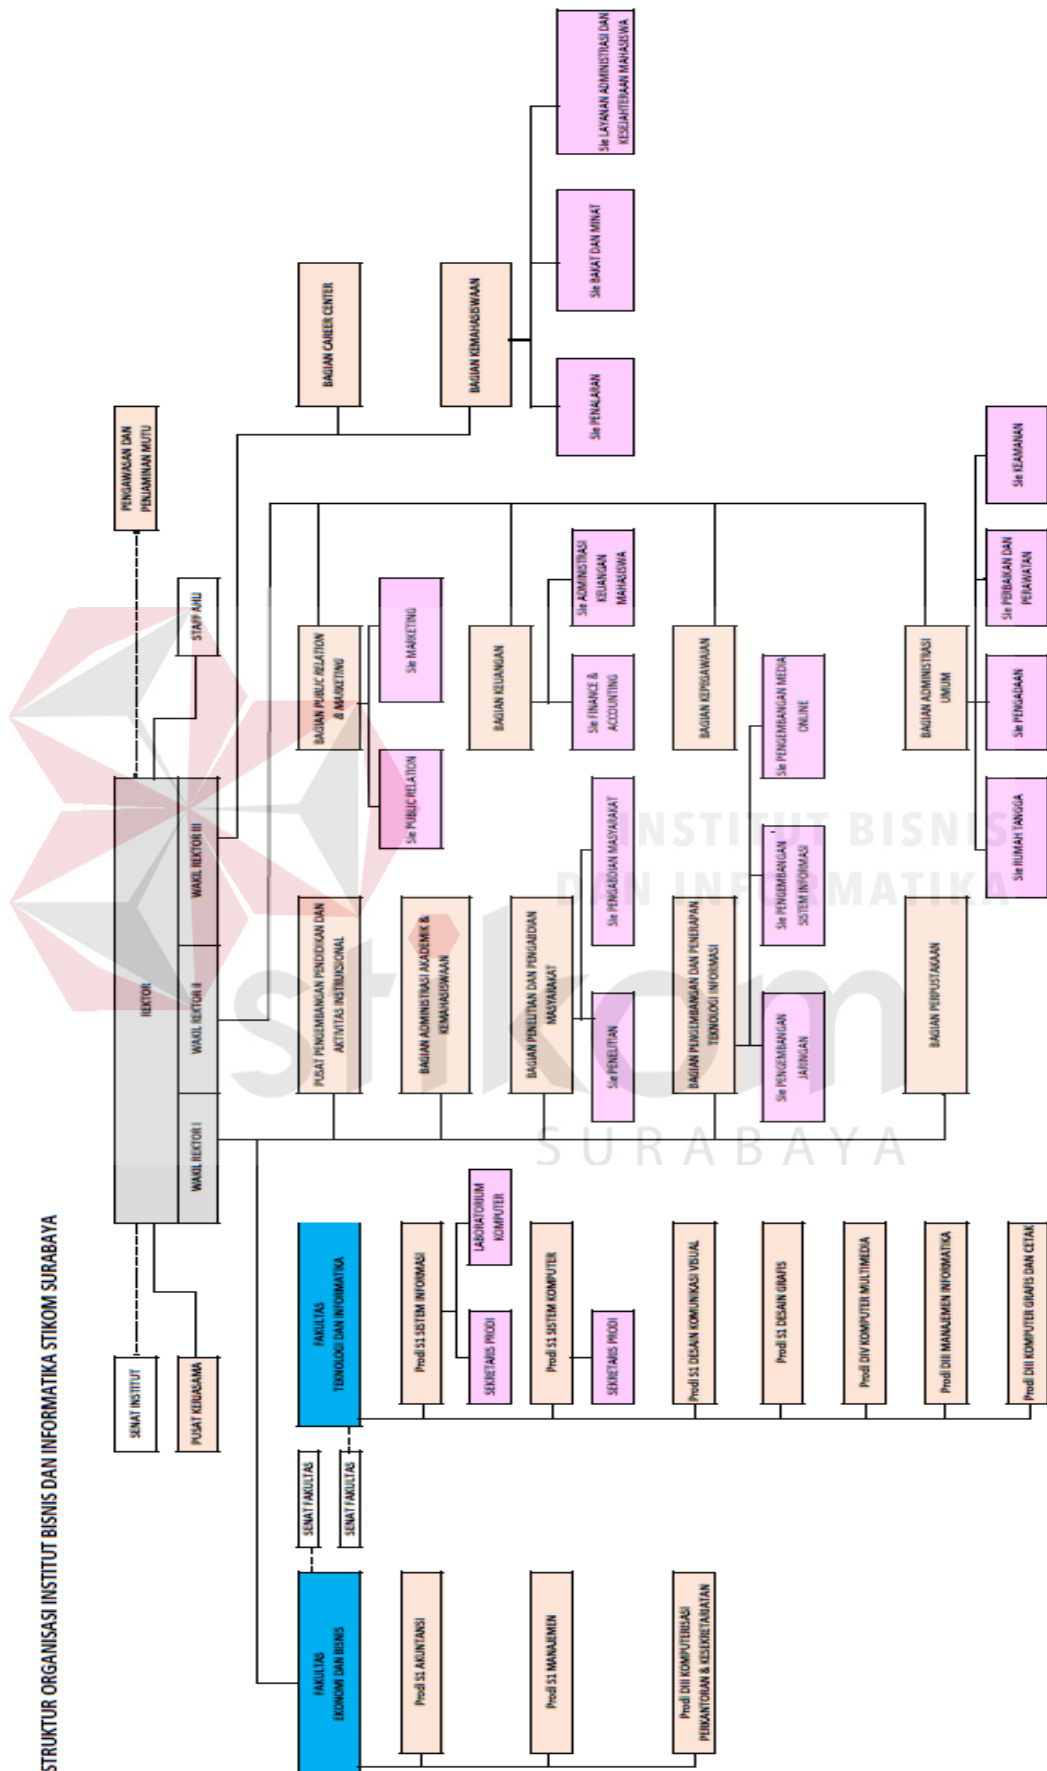 STRUKTUR ORGANISASI INSTITUT BISNIS DAN INFORMATIKA STIKOM SURABAYA
SENAT INSTITUT
REKTOR
PENGAWASAN DAN
PENJAMINAN MUTU
PUSAT KERJASAMA
WAKIL REKTOR I
WAKIL REKTOR II
WAKIL REKTOR III
STAFF AHLI
FAKULTAS
EKONOMI DAN BISNIS
SENAT FAKULTAS
SENAT FAKULTAS
FAKULTAS
TEKNOLOGI DAN INFORMATIKA
PUSAT PENGEMBANGAN PENDIDIKAN DAN
AKTIVITAS INSTRUKSIONAL
BAGIAN PUBLIC RELATION
& MARKETING
BAGIAN CAREER CENTER
Sie PUBLIC RELATION
Sie MARKETING
Prodi S1 AKUNTANSI
Prodi S1 SISTEM INFORMASI
BAGIAN ADMINISTRASI AKADEMIK &
KEMAHASISWAAN
BAGIAN KEMAHASISWAAN
SEKRETARIS PRODI
LABORATORIUM
KOMPUTER
BAGIAN KEUANGAN
Prodi S1 MANAJEMEN
Prodi S1 SISTEM KOMPUTER
BAGIAN PENELITIAN DAN PENGABDIAN
MASYARAKAT
Sie FINANCE &
ACCOUNTING
Sie ADMINISTRASI
KEUANGAN
MAHASISWA
Sie PENALARAN
Sie BAKAT DAN MINAT
Sie LAYANAN ADMINISTRASI DAN
KESEJAHTERAAN MAHASISWA
SEKRETARIS PRODI
Sie PENELITIAN
Sie PENGABDIAN MASYARAKAT
Prodi DIII KOMPUTERISASI
PERKANTORAN & KESEKRETARIATAN
Prodi S1 DESAIN KOMUNIKASI VISUAL
BAGIAN PENGEMBANGAN DAN PENERAPAN
TEKNOLOGI INFORMASI
BAGIAN KEPEGAWAIAN
Prodi S1 DESAIN GRAFIS
Sie PENGEMBANGAN
JARINGAN
Sie PENGEMBANGAN
SISTEM INFORMASI
Sie PENGEMBANGAN MEDIA
ONLINE
Prodi DIV KOMPUTER MULTIMEDIA
Prodi DIII MANAJEMEN INFORMATIKA
BAGIAN PERPUSTAKAAN
BAGIAN ADMINISTRASI
UMUM
Prodi DIII KOMPUTER GRAFIS DAN CETAK
Sie RUMAH TANGGA
Sie PENGADAAN
Sie PERBAIKAN DAN
PERAWATAN
Sie KEAMANAN
INSTITUT BISNIS
DAN INFORMATIKA
stikom
SURABAYA